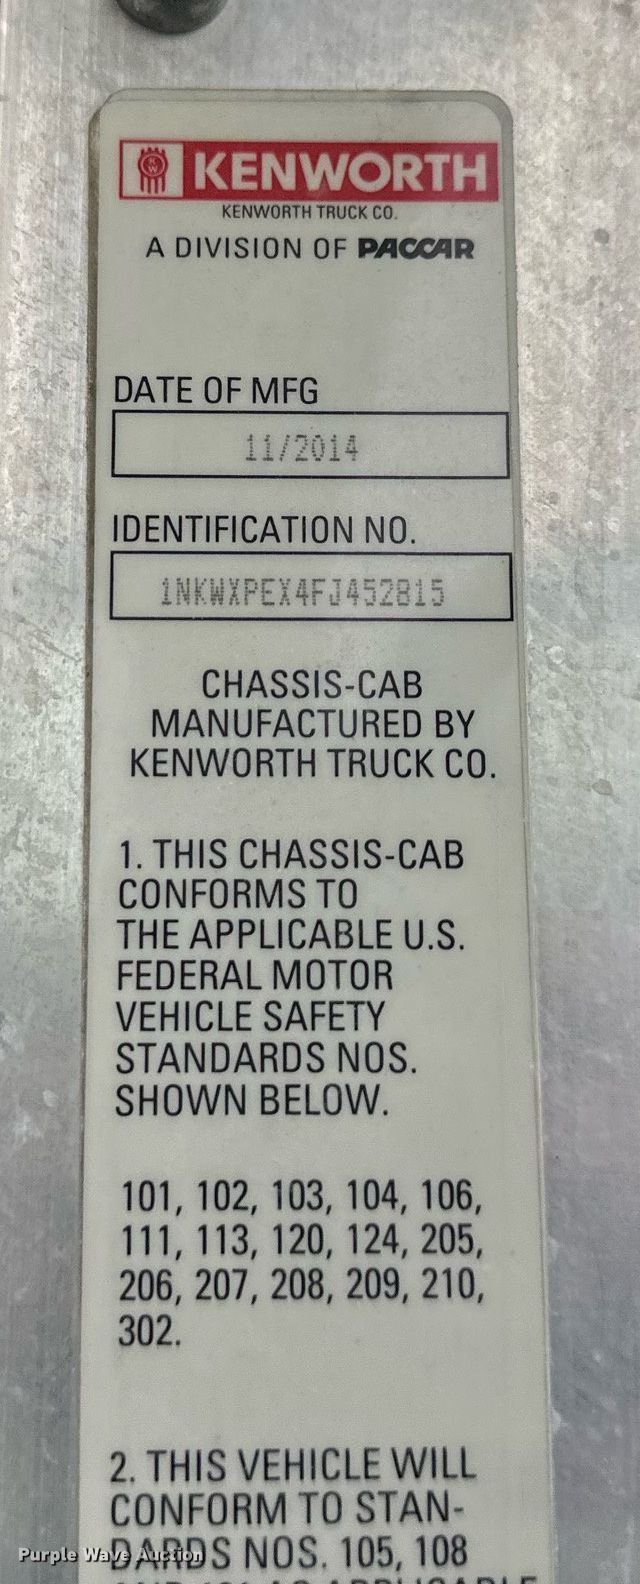 KW
KENWORTH
KENWORTH TRUCK CO.
A DIVISION OF PACCAR
DATE OF MFG
11/2014
IDENTIFICATION NO.
1NKWXPEX4FJ452815
CHASSIS-CAB
MANUFACTURED BY
KENWORTH TRUCK CO.
1. THIS CHASSIS-CAB
CONFORMS TO
THE APPLICABLE U.S.
FEDERAL MOTOR
VEHICLE SAFETY
STANDARDS NOS.
SHOWN BELOW.
101, 102, 103, 104, 106,
111, 113, 120, 124, 205,
206, 207, 208, 209, 210,
302.
2. THIS VEHICLE WILL
CONFORM TO STAN-
DARDS NOS. 105, 108
Purple Wave Auction